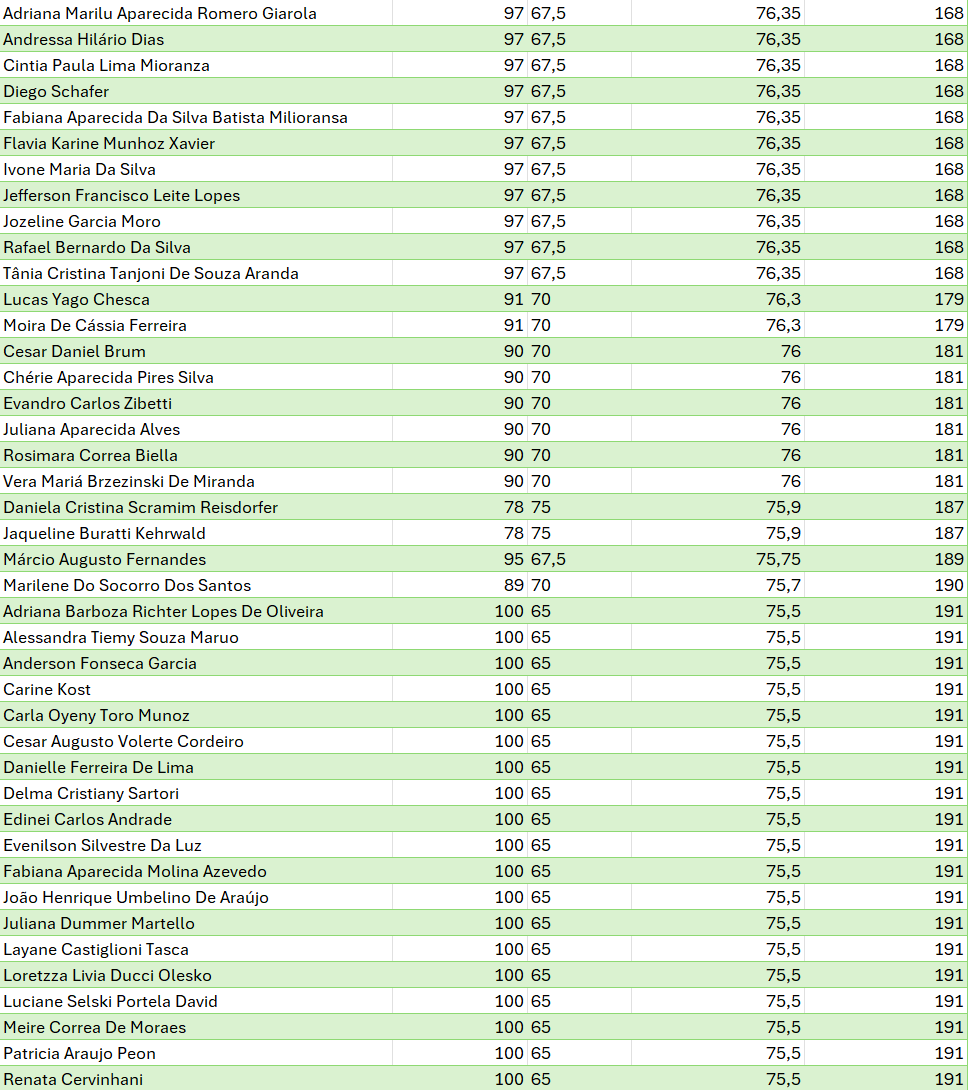 Adriana Marilu Aparecida Romero Giarola 97 67,5 76,35 168
Andressa Hilário Dias 97 67,5 76,35 168
Cintia Paula Lima Mioranza 97 67,5 76,35 168
Diego Schafer 97 67,5 76,35 168
Fabiana Aparecida Da Silva Batista Milioransa 97 67,5 76,35 168
Flavia Karine Munhoz Xavier 97 67,5 76,35 168
Ivone Maria Da Silva 97 67,5 76,35 168
Jefferson Francisco Leite Lopes 97 67,5 76,35 168
Jozeline Garcia Moro 97 67,5 76,35 168
Rafael Bernardo Da Silva 97 67,5 76,35 168
Tânia Cristina Tanjoni De Souza Aranda 97 67,5 76,35 168
Lucas Yago Chesca 91 70 76,3 179
Moira De Cássia Ferreira 91 70 76,3 179
Cesar Daniel Brum 90 70 76 181
Chérie Aparecida Pires Silva 90 70 76 181
Evandro Carlos Zibetti 90 70 76 181
Juliana Aparecida Alves 90 70 76 181
Rosimara Correa Biella 90 70 76 181
Vera Mariá Brzezinski De Miranda 90 70 76 181
Daniela Cristina Scramim Reisdorfer 78 75 75,9 187
Jaqueline Buratti Kehrwald 78 75 75,9 187
Márcio Augusto Fernandes 95 67,5 75,75 189
Marilene Do Socorro Dos Santos 89 70 75,7 190
Adriana Barboza Richter Lopes De Oliveira 100 65 75,5 191
Alessandra Tiemy Souza Maruo 100 65 75,5 191
Anderson Fonseca Garcia 100 65 75,5 191
Carine Kost 100 65 75,5 191
Carla Oyeny Toro Munoz 100 65 75,5 191
Cesar Augusto Volerte Cordeiro 100 65 75,5 191
Danielle Ferreira De Lima 100 65 75,5 191
Delma Cristiany Sartori 100 65 75,5 191
Edinei Carlos Andrade 100 65 75,5 191
Evenilson Silvestre Da Luz 100 65 75,5 191
Fabiana Aparecida Molina Azevedo 100 65 75,5 191
João Henrique Umbelino De Araújo 100 65 75,5 191
Juliana Dummer Martello 100 65 75,5 191
Layane Castiglioni Tasca 100 65 75,5 191
Loretzza Livia Ducci Olesko 100 65 75,5 191
Luciane Selski Portela David 100 65 75,5 191
Meire Correa De Moraes 100 65 75,5 191
Patricia Araujo Peon 100 65 75,5 191
Renata Cervinhani 100 65 75,5 191